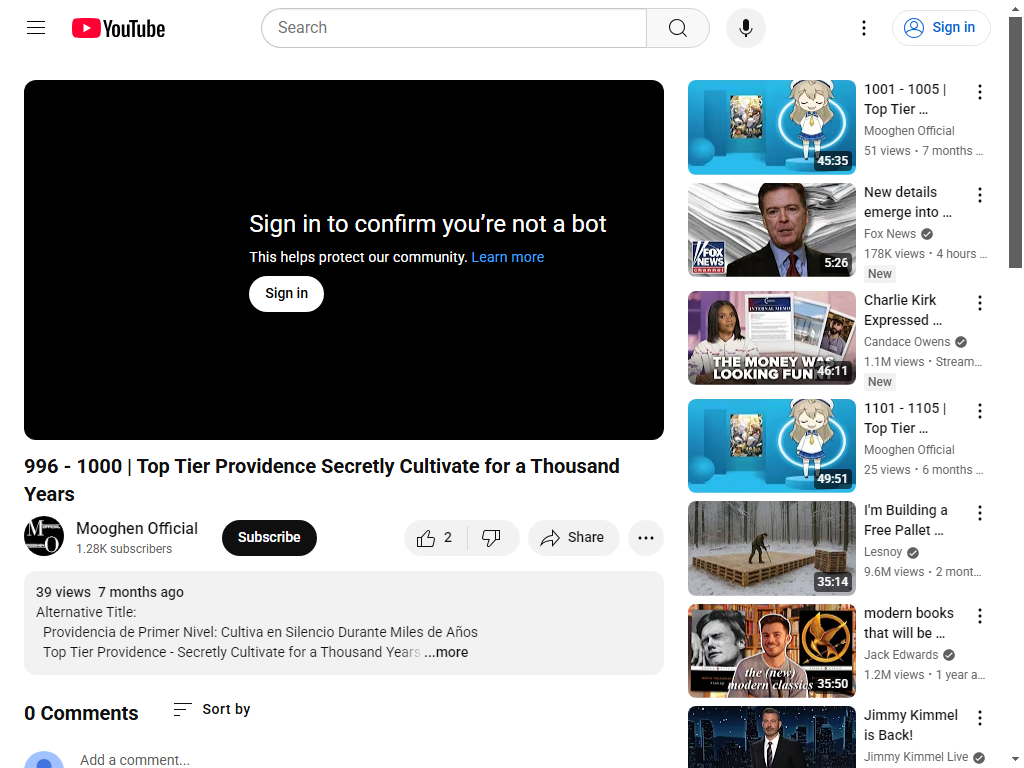 YouTube
Search
Sign in
Sign in to confirm you’re not a bot
This helps protect our community. Learn more
Sign in
996 - 1000 | Top Tier Providence Secretly Cultivate for a Thousand
Years
Mooghen Official
1.28K subscribers
Subscribe
2
Share
39 views 7 months ago
Alternative Title:
Providencia de Primer Nivel: Cultiva en Silencio Durante Miles de Años
Top Tier Providence - Secretly Cultivate for a Thousand Years ...more
0 Comments
Sort by
Add a comment...
45:35
1001 - 1005 |
Top Tier ...
Mooghen Official
51 views • 7 months ...
FOX
NEWS
channel
5:26
New details
emerge into ...
Fox News
178K views • 4 hours ...
New
INTERNAL MEMO
THE MONEY WAS
LOOKING FUN
46:11
Charlie Kirk
Expressed ...
Candace Owens
1.1M views • Stream...
New
49:51
1101 - 1105 |
Top Tier ...
Mooghen Official
25 views • 6 months ...
35:14
I'm Building a
Free Pallet ...
Lesnoy
9.6M views • 2 mont...
the (new)
modern classics
35:50
modern books
that will be ...
Jack Edwards
1.2M views • 1 year a...
Jimmy Kimmel
is Back!
Jimmy Kimmel Live